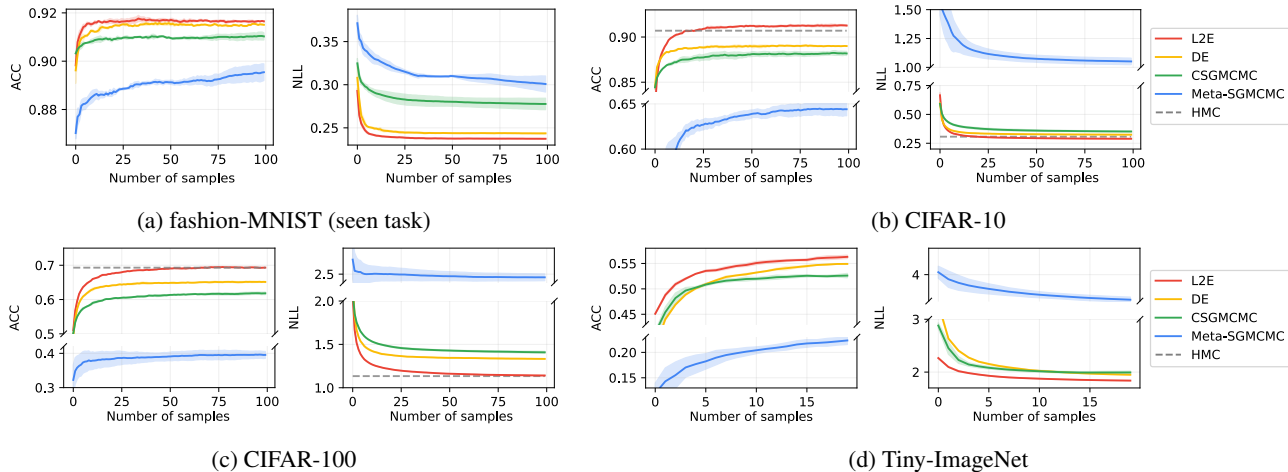 0.92
0.90
0.88
ACC
0 25 50 75 100
Number of samples
0.35
0.30
0.25
NLL
0 25 50 75 100
Number of samples
(a) fashion-MNIST (seen task)
0.90
0.85
0.65
0.60
ACC
0 25 50 75 100
Number of samples
1.50
1.25
1.00
0.75
0.50
0.25
NLL
0 25 50 75 100
Number of samples
L2E
DE
CSGMCMC
Meta-SGMCMC
HMC
(b) CIFAR-10
0.7
0.6
0.5
0.4
0.3
ACC
0 25 50 75 100
Number of samples
2.5
2.0
1.5
1.0
NLL
0 25 50 75 100
Number of samples
(c) CIFAR-100
0.55
0.50
0.45
0.20
0.15
ACC
0 5 10 15
Number of samples
4
3
2
NLL
0 5 10 15
Number of samples
L2E
DE
CSGMCMC
Meta-SGMCMC
HMC
(d) Tiny-ImageNet